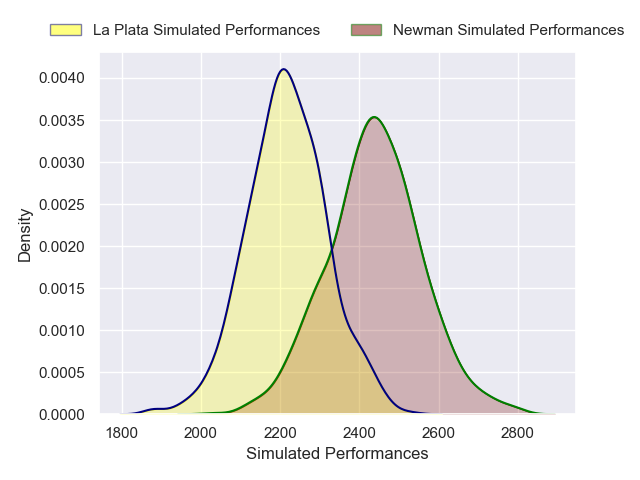 La Plata Simulated Performances Newman Simulated Performances
0.0040
0.0035
0.0030
0.0025
0.0020
0.0015
0.0010
0.0005
0.0000
Density
1800 2000 2200 2400 2600 2800
Simulated Performances